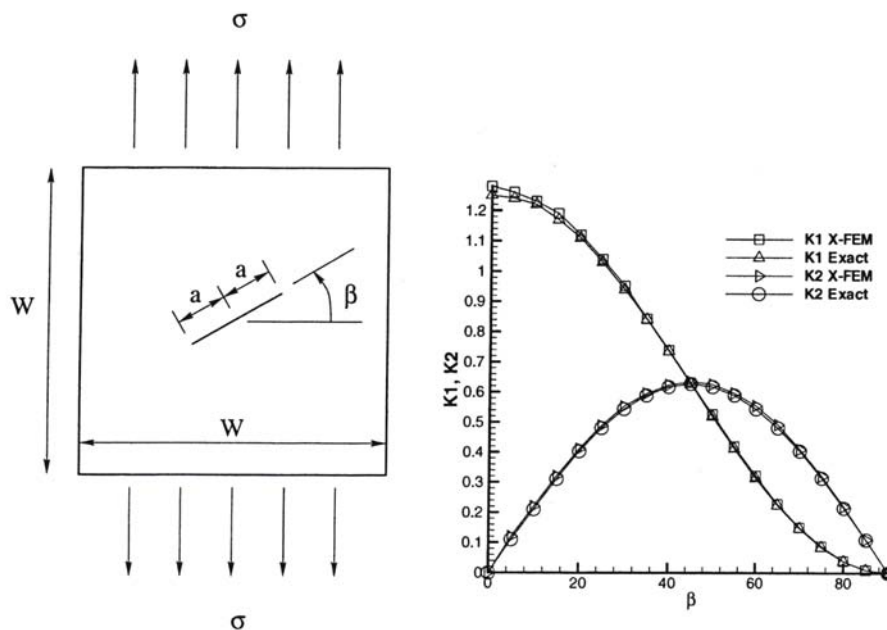 σ
a
a
β
W
W
σ
K1, K2
1.2
1.1
1
0.9
0.8
0.7
0.6
0.5
0.4
0.3
0.2
0.1
0
0
20
40
60
80
β
K1 X-FEM
K1 Exact
K2 X-FEM
K2 Exact